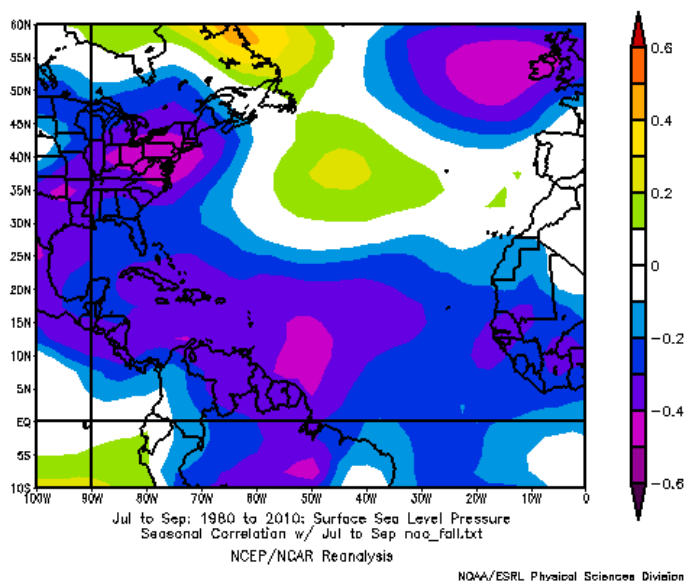 60N
55N
50N
45N
40N
35N
30N
25N
20N
15N
10N
5N
EQ
5S
10S
100W 90W 80W 70W 60W 50W 40W 30W 20W 10W 0
0.6
0.4
0.2
0
-0.2
-0.4
-0.6
Jul to Sep: 1980 to 2010: Surface Sea Level Pressure
Seasonal Correlation w/ Jul to Sep nao_fall.txt
NCEP/NCAR Reanalysis
NOAA/ESRL Physical Sciences Division